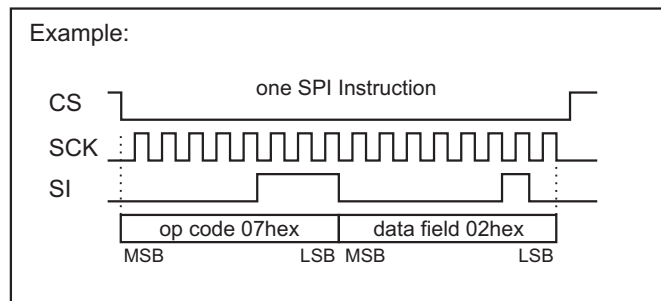 Example:
one SPI Instruction
CS
SCK
SI
op code 07hex data field 02hex
MSB LSB MSB LSB